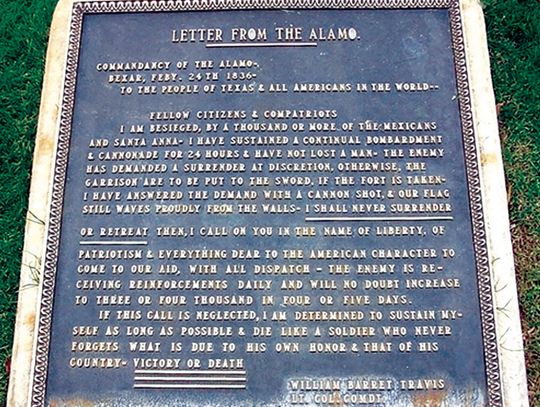 LETTER FROM THE ALAMO.
COMMANDANCY OF THE ALAMO-,
BEXAR, FEBY. 24TH 1836-
TO THE PEOPLE OF TEXAS & ALL AMERICANS IN THE WORLD--
FELLOW CITIZENS & COMPATRIOTS
I AM BESIEGED, BY A THOUSAND OR MORE OF THE MEXICANS
AND SANTA ANNA- I HAVE SUSTAINED A CONTINUAL BOMBARDMENT
& CANNONADE FOR 24 HOURS & HAVE NOT LOST A MAN- THE ENEMY
HAS DEMANDED A SURRENDER AT DISCRETION, OTHERWISE, THE
GARRISON ARE TO BE PUT TO THE SWORD, IF THE FORT IS TAKEN-
I HAVE ANSWERED THE DEMAND WITH A CANNON SHOT, & OUR FLAG
STILL WAVES PROUDLY FROM THE WALLS- I SHALL NEVER SURRENDER
OR RETREAT THEN, I CALL ON YOU IN THE NAME OF LIBERTY, OF
PATRIOTISM & EVERYTHING DEAR TO THE AMERICAN CHARACTER TO
COME TO OUR AID, WITH ALL DISPATCH - THE ENEMY IS RE-
CEIVING REINFORCEMENTS DAILY AND WILL NO DOUBT INCREASE
TO THREE OR FOUR THOUSAND IN FOUR OR FIVE DAYS.
IF THIS CALL IS NEGLECTED, I AM DETERMINED TO SUSTAIN MY-
SELF AS LONG AS POSSIBLE & DIE LIKE A SOLDIER WHO NEVER
FORGETS WHAT IS DUE TO HIS OWN HONOR & THAT OF HIS
COUNTRY- VICTORY OR DEATH
WILLIAM BARRET TRAVIS
LT. COL. COMDT.